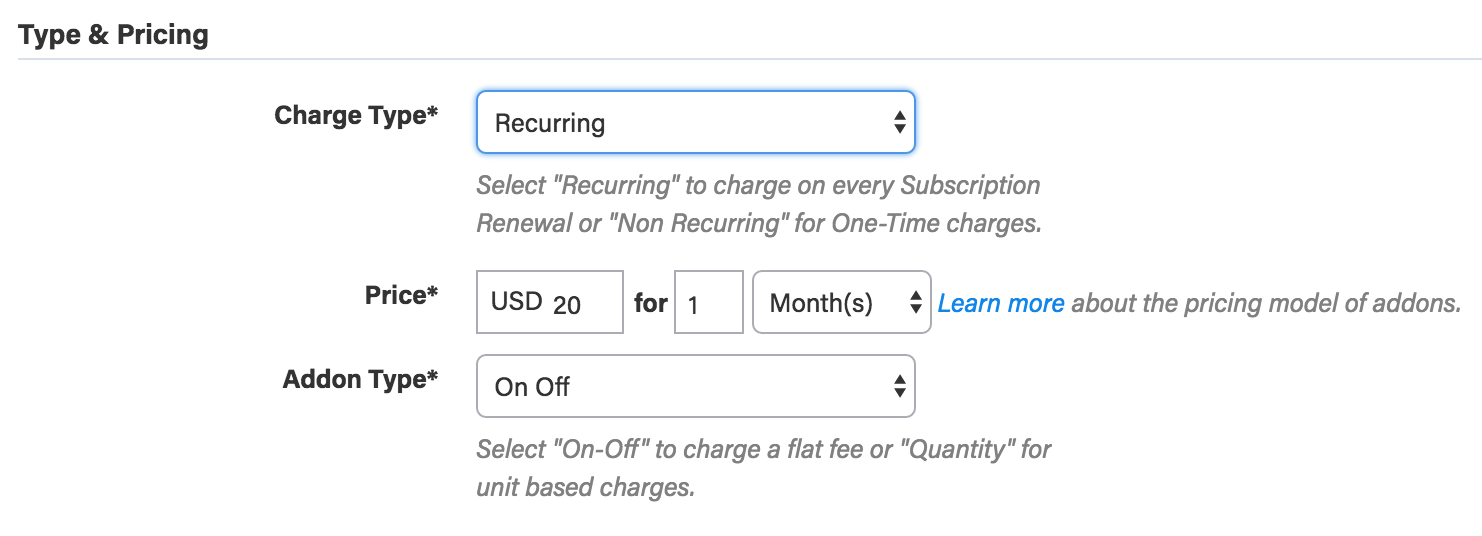 Type & Pricing
Charge Type*
Recurring
Select "Recurring" to charge on every Subscription
Renewal or "Non Recurring" for One-Time charges.
Price* USD 20 for 1 Month(s) Learn more about the pricing model of addons.
Addon Type*
On Off
Select "On-Off" to charge a flat fee or "Quantity" for
unit based charges.